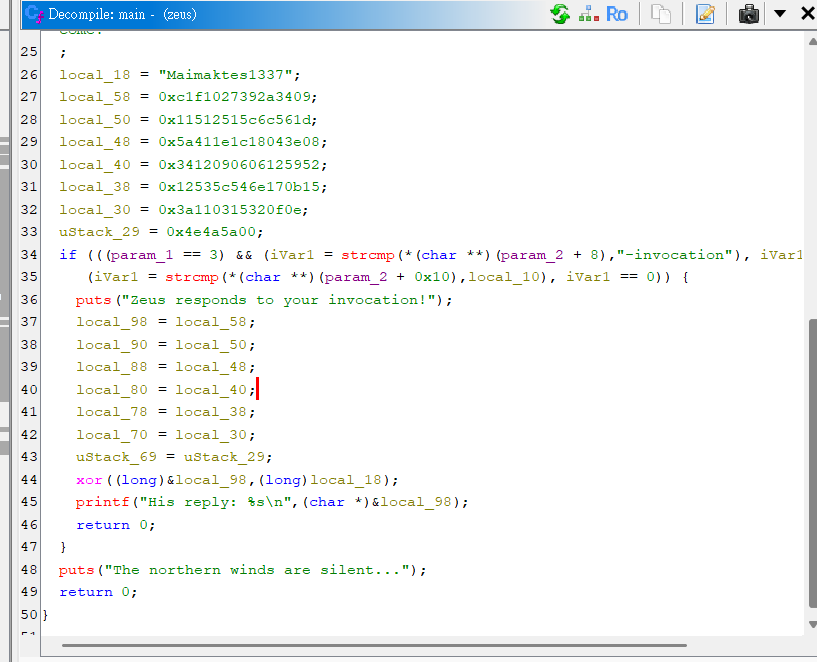 Decompile: main - (zeus)
Ro
come.
25 ;
26 local_18 = "Maimaktes1337";
27 local_58 = 0xc1f1027392a3409;
28 local_50 = 0x11512515c6c561d;
29 local_48 = 0x5a411e1c18043e08;
30 local_40 = 0x3412090606125952;
31 local_38 = 0x12535c546e170b15;
32 local_30 = 0x3a110315320f0e;
33 uStack_29 = 0x4e4a5a00;
34 if (((param_1 == 3) && (iVar1 = strcmp(*(char **)(param_2 + 8),"-invocation"), iVar1
35 (iVar1 = strcmp(*(char **)(param_2 + 0x10),local_10), iVar1 == 0)) {
36 puts("Zeus responds to your invocation!");
37 local_98 = local_58;
38 local_90 = local_50;
39 local_88 = local_48;
40 local_80 = local_40;
41 local_78 = local_38;
42 local_70 = local_30;
43 uStack_69 = uStack_29;
44 xor((long)&local_98,(long)local_18);
45 printf("His reply: %s\n",(char *)&local_98);
46 return 0;
47 }
48 puts("The northern winds are silent...");
49 return 0;
50 }
51